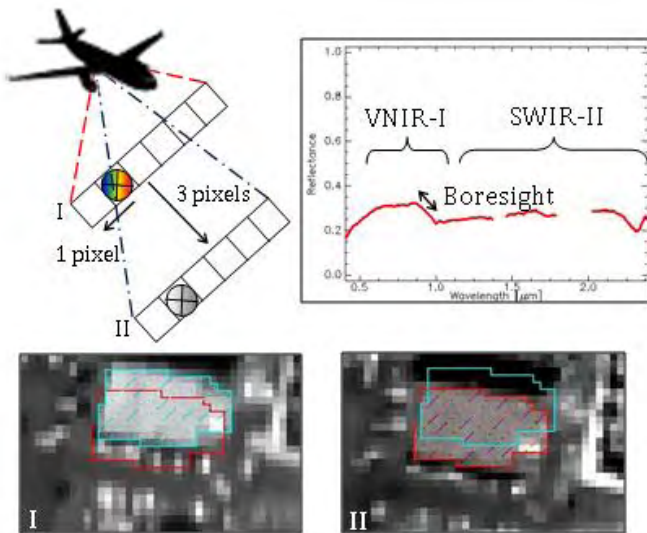 I
3 pixels
1 pixel
II
1.0
0.8
0.6
0.4
0.2
0.0
Reflectance
VNIR-I
SWIR-II
Boresight
0.5
1.0
1.5
2.0
Wavelength [μm]
I
II